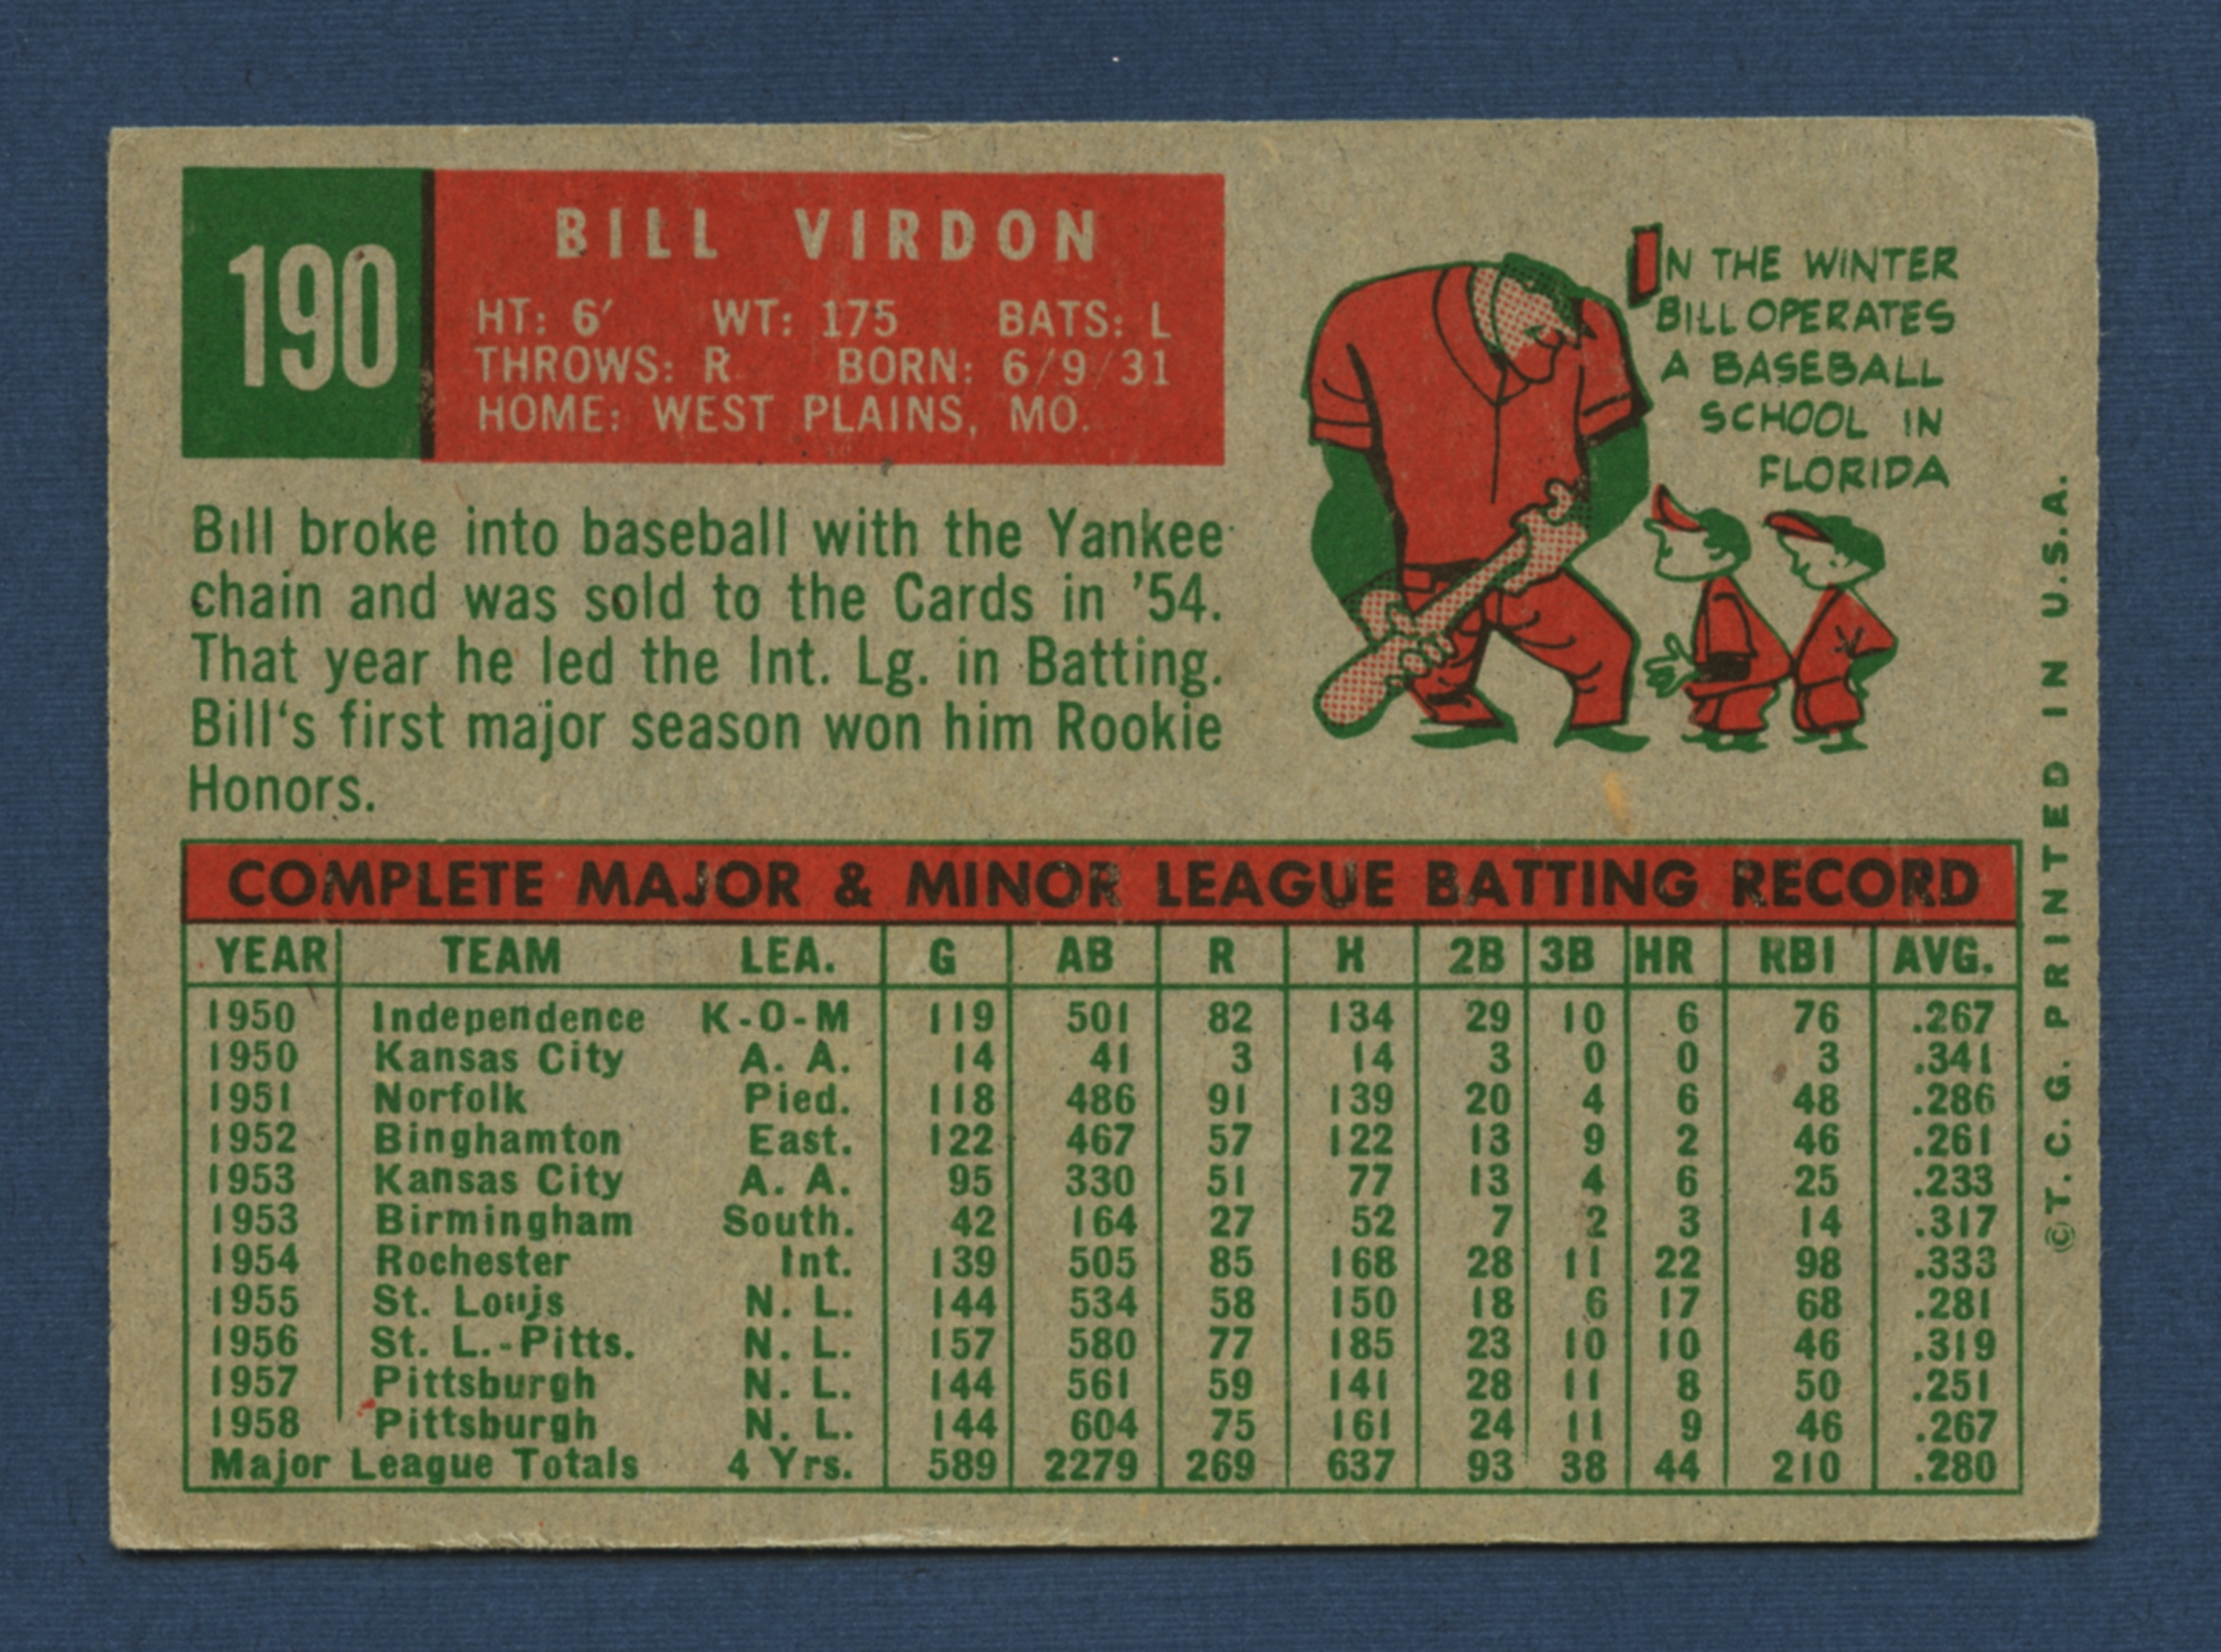 190
BILL VIRDON
HT: 6' WT: 175 BATS: L
THROWS: R BORN: 6/9/31
HOME: WEST PLAINS, MO.
IN THE WINTER
BILL OPERATES
A BASEBALL
SCHOOL IN
FLORIDA
Bill broke into baseball with the Yankee
chain and was sold to the Cards in '54.
That year he led the Int. Lg. in Batting.
Bill's first major season won him Rookie
Honors.
COMPLETE MAJOR & MINOR LEAGUE BATTING RECORD
YEAR TEAM LEA. G AB R H 2B 3B HR RBI AVG.
1950 Independence K-O-M 119 501 82 134 29 10 6 76 .267
1950 Kansas City A. A. 14 41 3 14 3 0 0 3 .341
1951 Norfolk Pied. 118 486 91 139 20 4 6 48 .286
1952 Binghamton East. 122 467 57 122 13 9 2 46 .261
1953 Kansas City A. A. 95 330 51 77 13 4 6 25 .233
1953 Birmingham South. 42 164 27 52 7 2 3 14 .317
1954 Rochester Int. 139 505 85 168 28 11 22 98 .333
1955 St. Louis N. L. 144 534 58 150 18 6 17 68 .281
1956 St. L.-Pitts. N. L. 157 580 77 185 23 10 10 46 .319
1957 Pittsburgh N. L. 144 561 59 141 28 11 8 50 .251
1958 Pittsburgh N. L. 144 604 75 161 24 11 9 46 .267
Major League Totals 4 Yrs. 589 2279 269 637 93 38 44 210 .280
©T. C. G. PRINTED IN U.S.A.